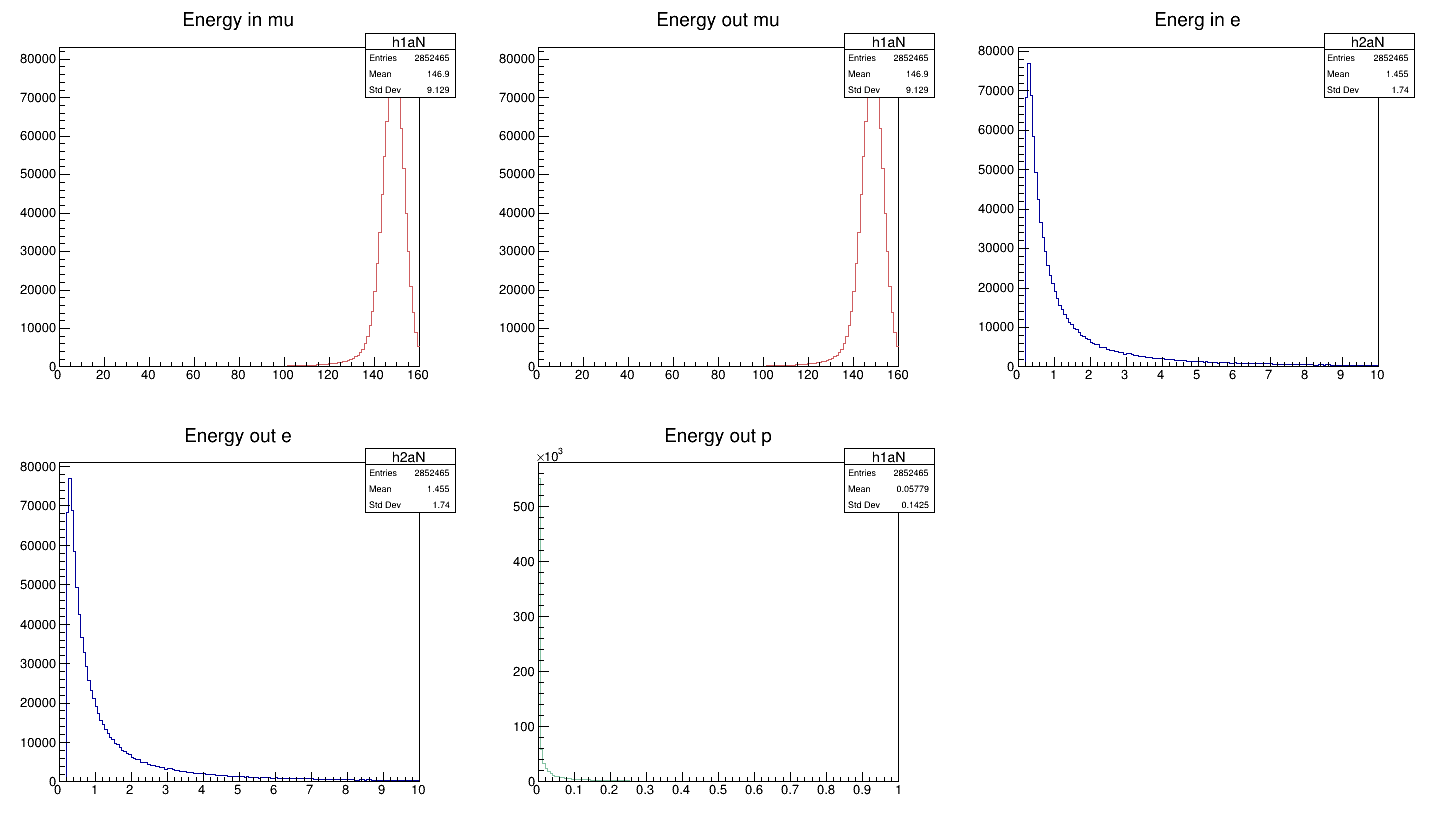 Energy in mu
h1aN
Entries 2852465
Mean 146.9
Std Dev 9.129
80000
70000
60000
50000
40000
30000
20000
10000
0
0 20 40 60 80 100 120 140 160
Energy out mu
h1aN
Entries 2852465
Mean 146.9
Std Dev 9.129
80000
70000
60000
50000
40000
30000
20000
10000
0
0 20 40 60 80 100 120 140 160
Energ in e
h2aN
Entries 2852465
Mean 1.455
Std Dev 1.74
80000
70000
60000
50000
40000
30000
20000
10000
0
0 1 2 3 4 5 6 7 8 9 10
Energy out e
h2aN
Entries 2852465
Mean 1.455
Std Dev 1.74
80000
70000
60000
50000
40000
30000
20000
10000
0
0 1 2 3 4 5 6 7 8 9 10
Energy out p
×10³
h1aN
Entries 2852465
Mean 0.05779
Std Dev 0.1425
500
400
300
200
100
0
0 0.1 0.2 0.3 0.4 0.5 0.6 0.7 0.8 0.9 1